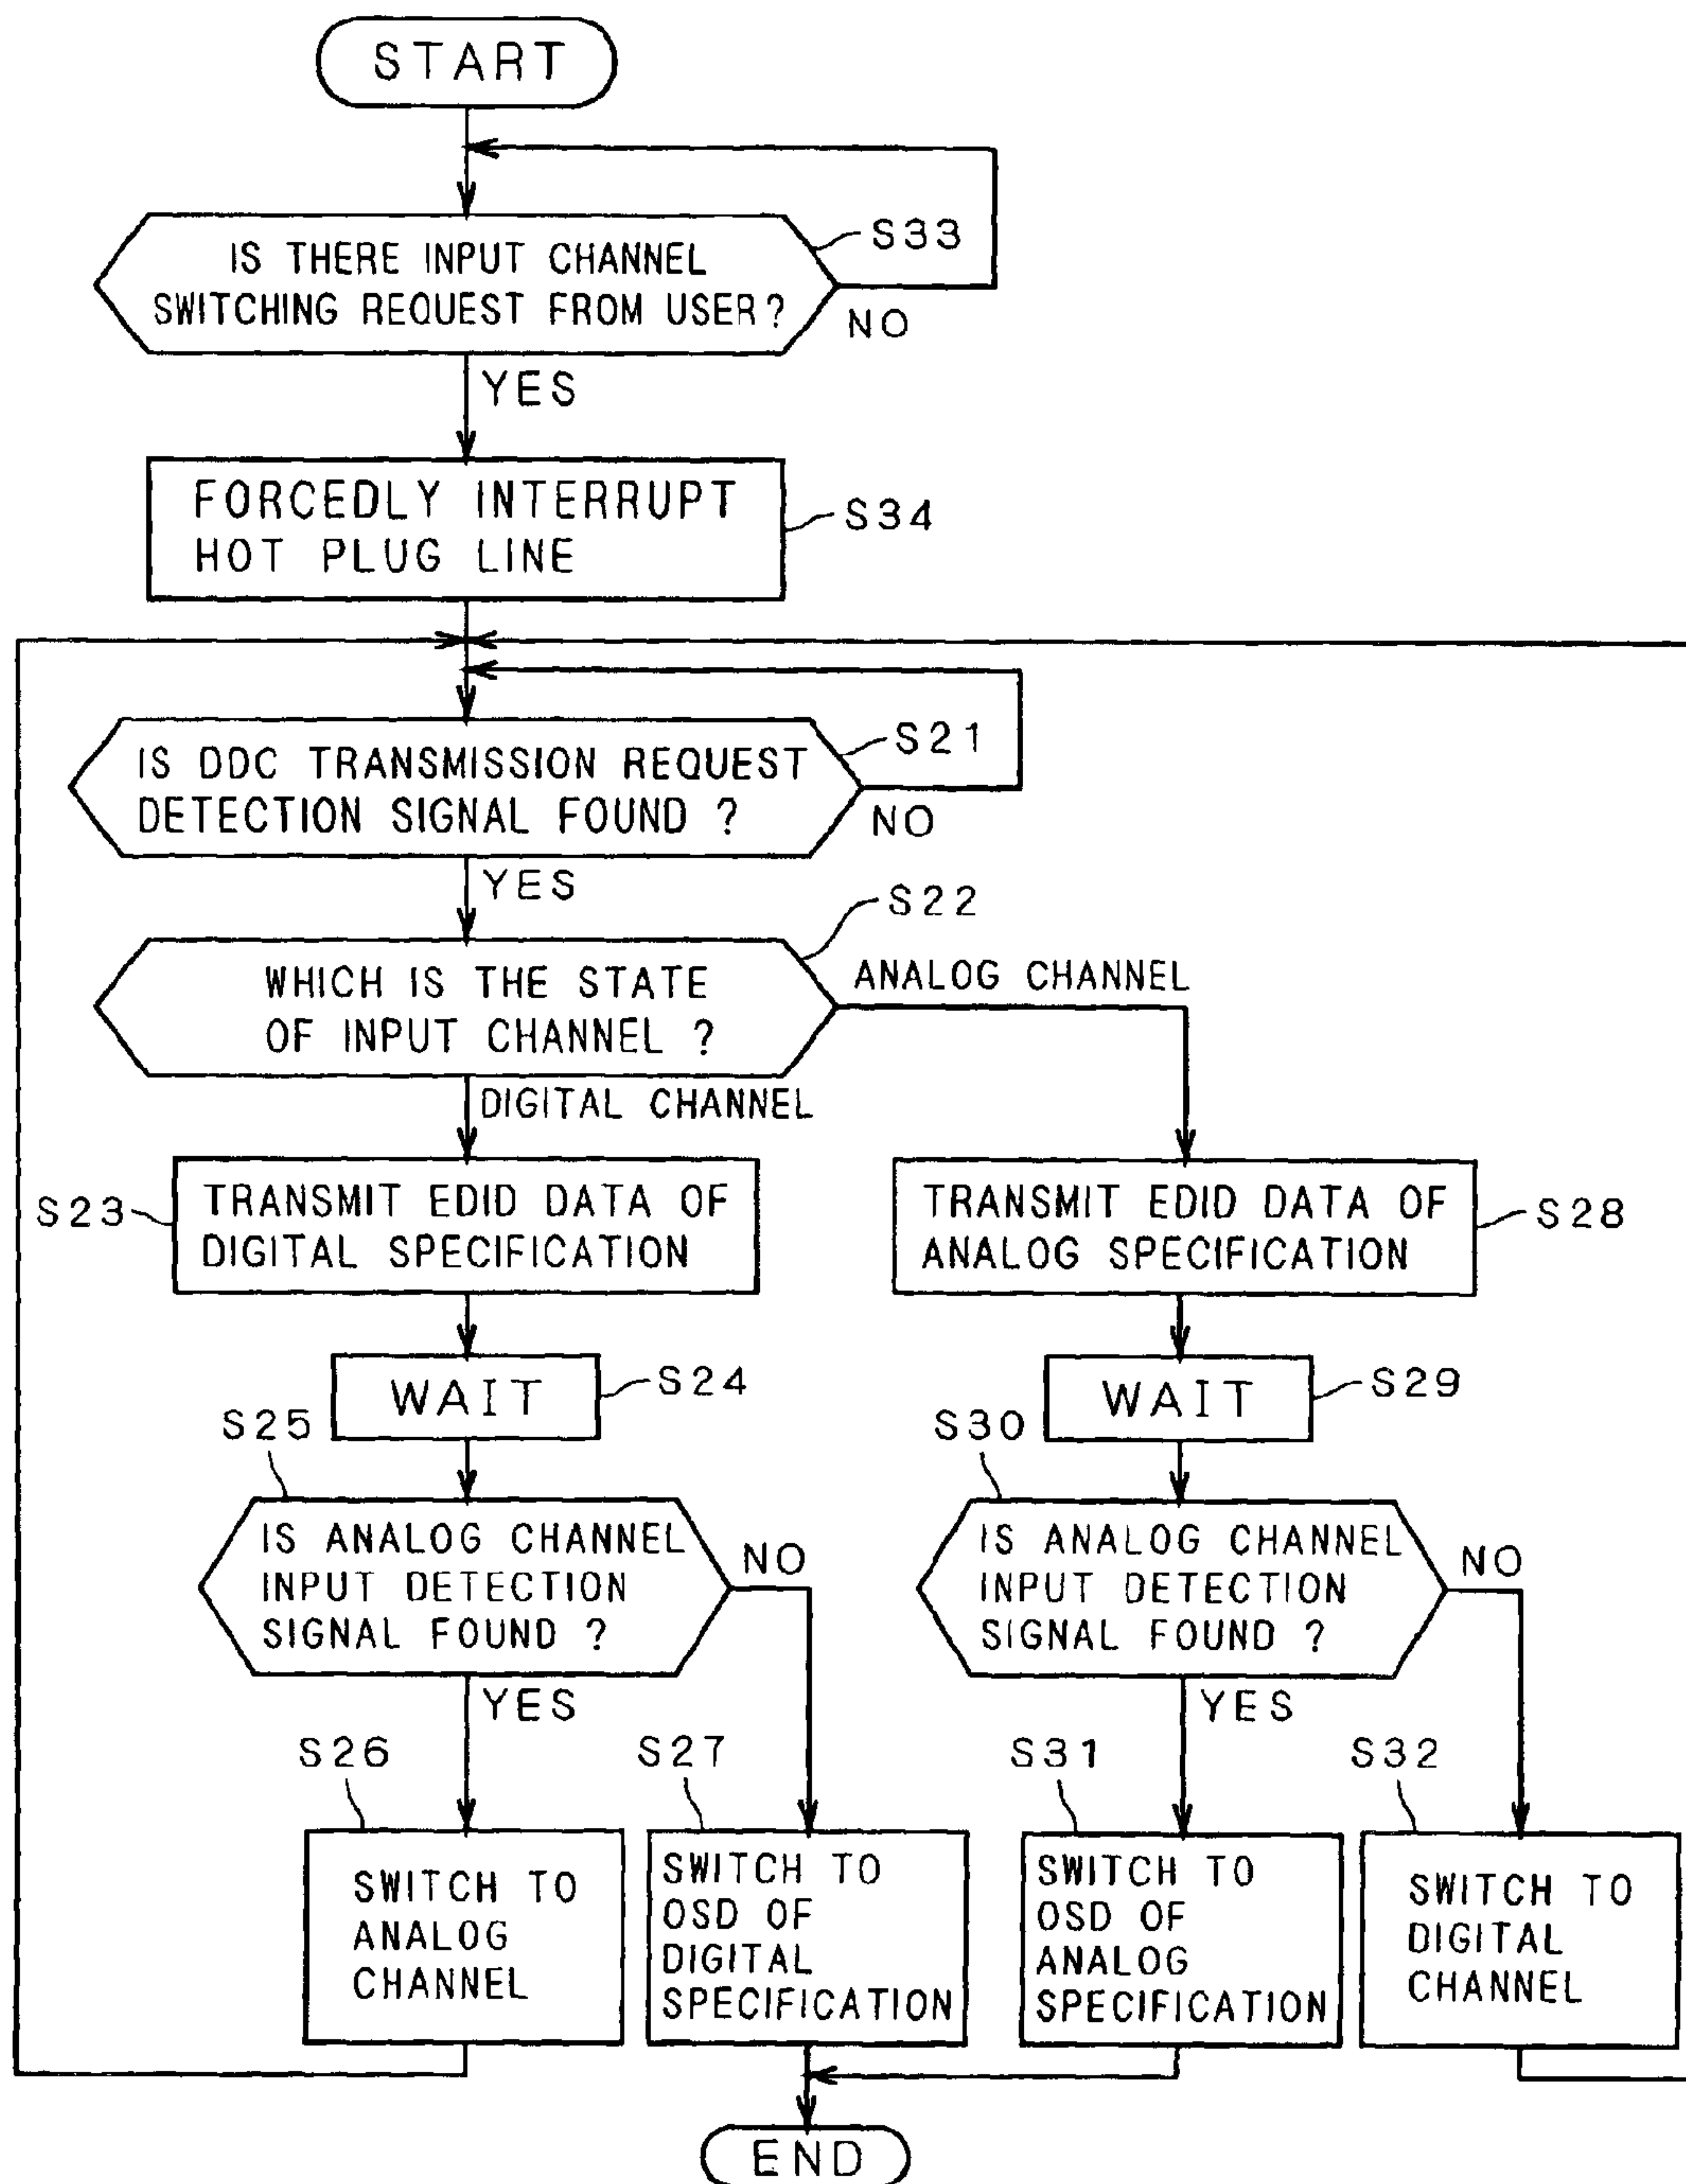 START
IS THERE INPUT CHANNEL
SWITCHING REQUEST FROM USER?
S33
NO
YES
FORCEDLY INTERRUPT
HOT PLUG LINE
S34
IS DDC TRANSMISSION REQUEST
DETECTION SIGNAL FOUND ?
S21
NO
YES
S22
WHICH IS THE STATE
OF INPUT CHANNEL ?
ANALOG CHANNEL
DIGITAL CHANNEL
S23
TRANSMIT EDID DATA OF
DIGITAL SPECIFICATION
TRANSMIT EDID DATA OF
ANALOG SPECIFICATION
S28
WAIT
S24
WAIT
S29
S25
IS ANALOG CHANNEL
INPUT DETECTION
SIGNAL FOUND ?
NO
YES
S30
IS ANALOG CHANNEL
INPUT DETECTION
SIGNAL FOUND ?
NO
YES
S26
SWITCH TO
ANALOG
CHANNEL
S27
SWITCH TO
OSD OF
DIGITAL
SPECIFICATION
S31
SWITCH TO
OSD OF
ANALOG
SPECIFICATION
S32
SWITCH TO
DIGITAL
CHANNEL
END